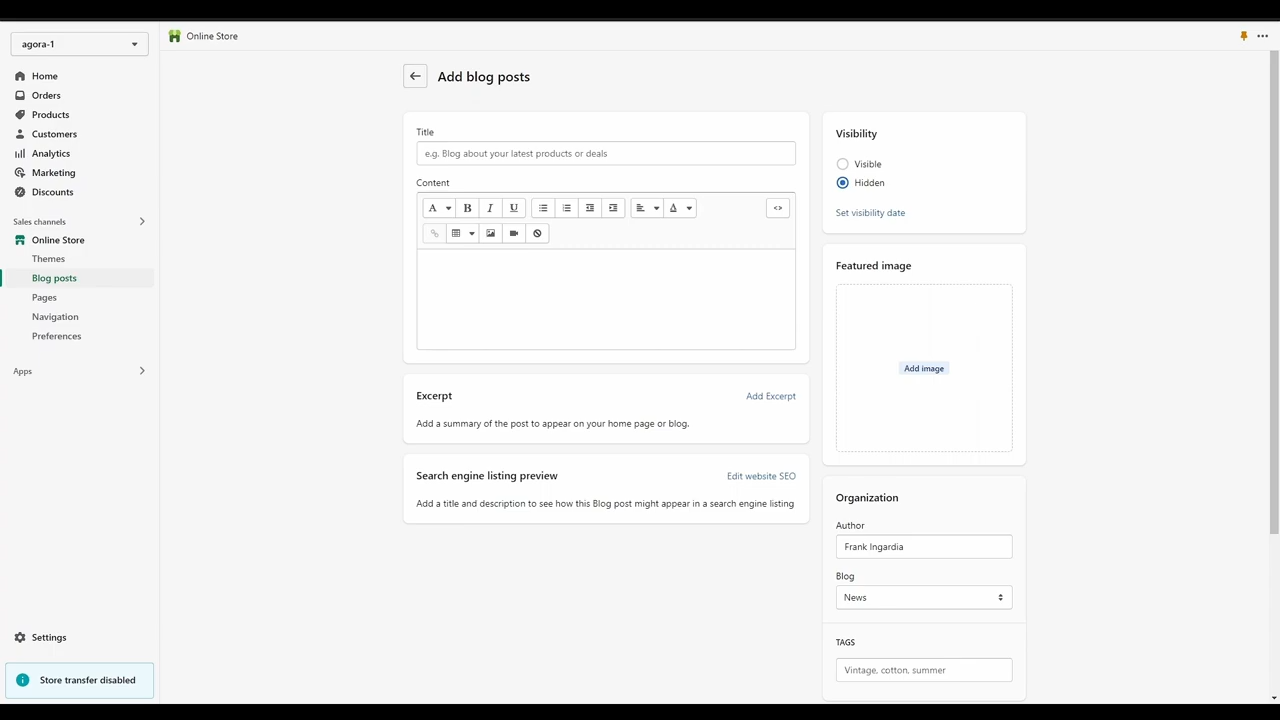 agora-1
Home
Orders
Products
Customers
Analytics
Marketing
Discounts
Sales channels
Online Store
Themes
Blog posts
Pages
Navigation
Preferences
Apps
Settings
Store transfer disabled
Online Store
Add blog posts
Title
e.g. Blog about your latest products or deals
Content
A B I U A <>
Excerpt
Add Excerpt
Add a summary of the post to appear on your home page or blog.
Search engine listing preview
Edit website SEO
Add a title and description to see how this Blog post might appear in a search engine listing
Visibility
Visible
Hidden
Set visibility date
Featured image
Add image
Organization
Author
Frank Ingardia
Blog
News
TAGS
Vintage, cotton, summer